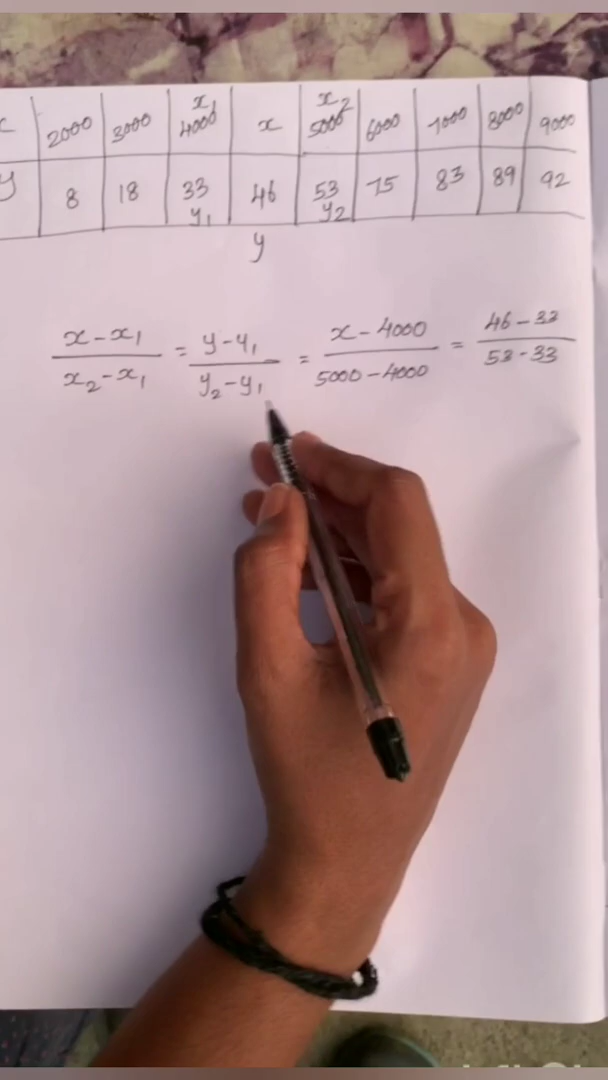 x₁ x₂
2000 3000 4000 x 5000 6000 7000 8000 9000
y 8 18 33 46 53 75 83 89 92
y₁ y₂
y
x-x₁/x₂-x₁ = y-y₁/y₂-y₁ = x-4000/5000-4000 = 46-33/53-33